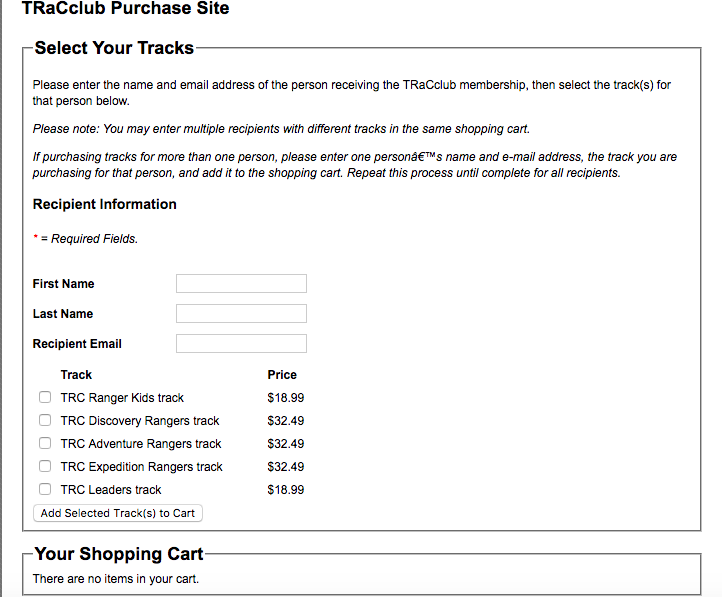 TRaCclub Purchase Site
Select Your Tracks
Please enter the name and email address of the person receiving the TRaCclub membership, then select the track(s) for
that person below.
Please note: You may enter multiple recipients with different tracks in the same shopping cart.
If purchasing tracks for more than one person, please enter one personâ€™s name and e-mail address, the track you are
purchasing for that person, and add it to the shopping cart. Repeat this process until complete for all recipients.
Recipient Information
* = Required Fields.
First Name
Last Name
Recipient Email
Track Price
TRC Ranger Kids track $18.99
TRC Discovery Rangers track $32.49
TRC Adventure Rangers track $32.49
TRC Expedition Rangers track $32.49
TRC Leaders track $18.99
Add Selected Track(s) to Cart
Your Shopping Cart
There are no items in your cart.